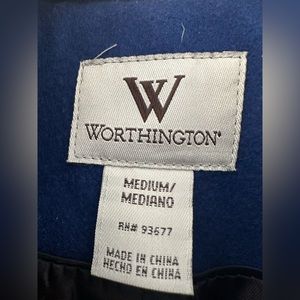 W
WORTHINGTON®
MEDIUM/
MEDIANO
RN# 93677
MADE IN CHINA
HECHO EN CHINA